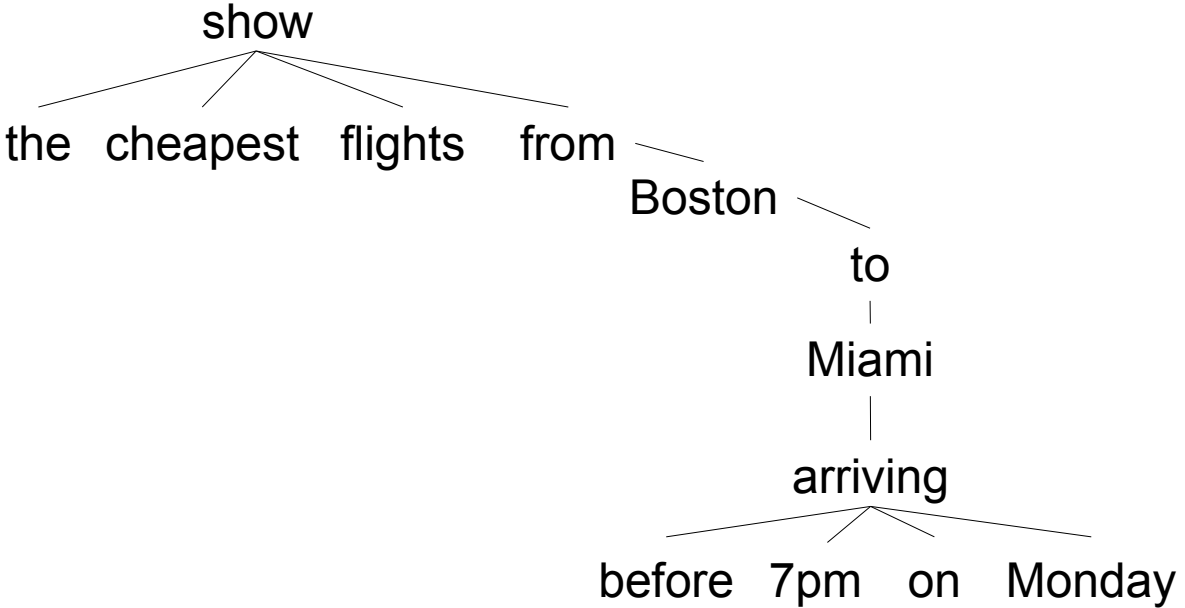 show
the cheapest flights from
Boston
to
Miami
arriving
before 7pm on Monday